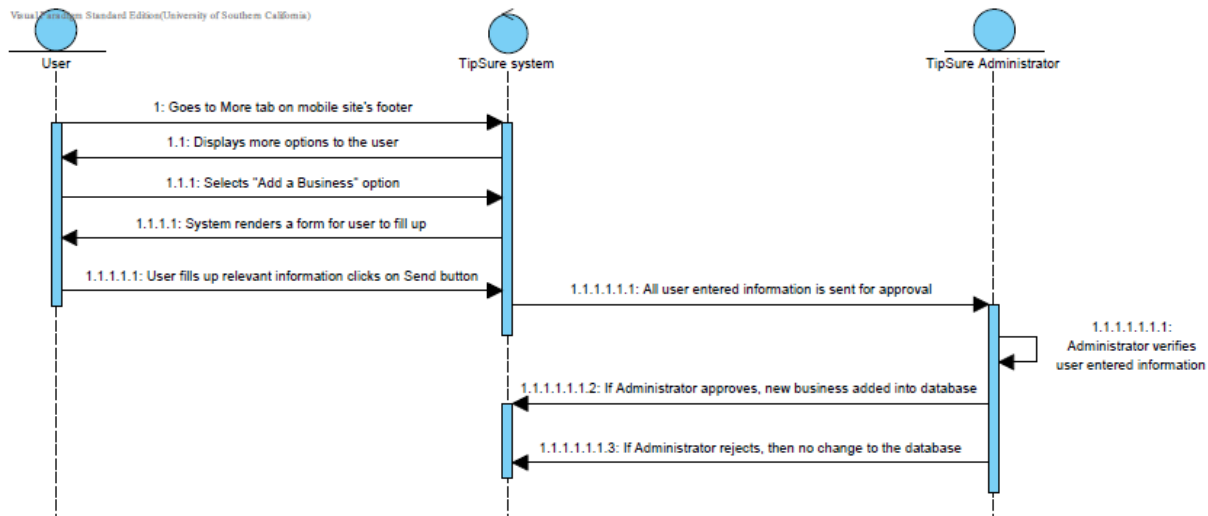 Visual Paradigm Standard Edition(University of Southern California)
User
TipSure system
TipSure Administrator
1: Goes to More tab on mobile site's footer
1.1: Displays more options to the user
1.1.1: Selects "Add a Business" option
1.1.1.1: System renders a form for user to fill up
1.1.1.1.1: User fills up relevant information clicks on Send button
1.1.1.1.1.1: All user entered information is sent for approval
1.1.1.1.1.1.1:
Administrator verifies
user entered information
1.1.1.1.1.1.2: If Administrator approves, new business added into database
1.1.1.1.1.1.3: If Administrator rejects, then no change to the database